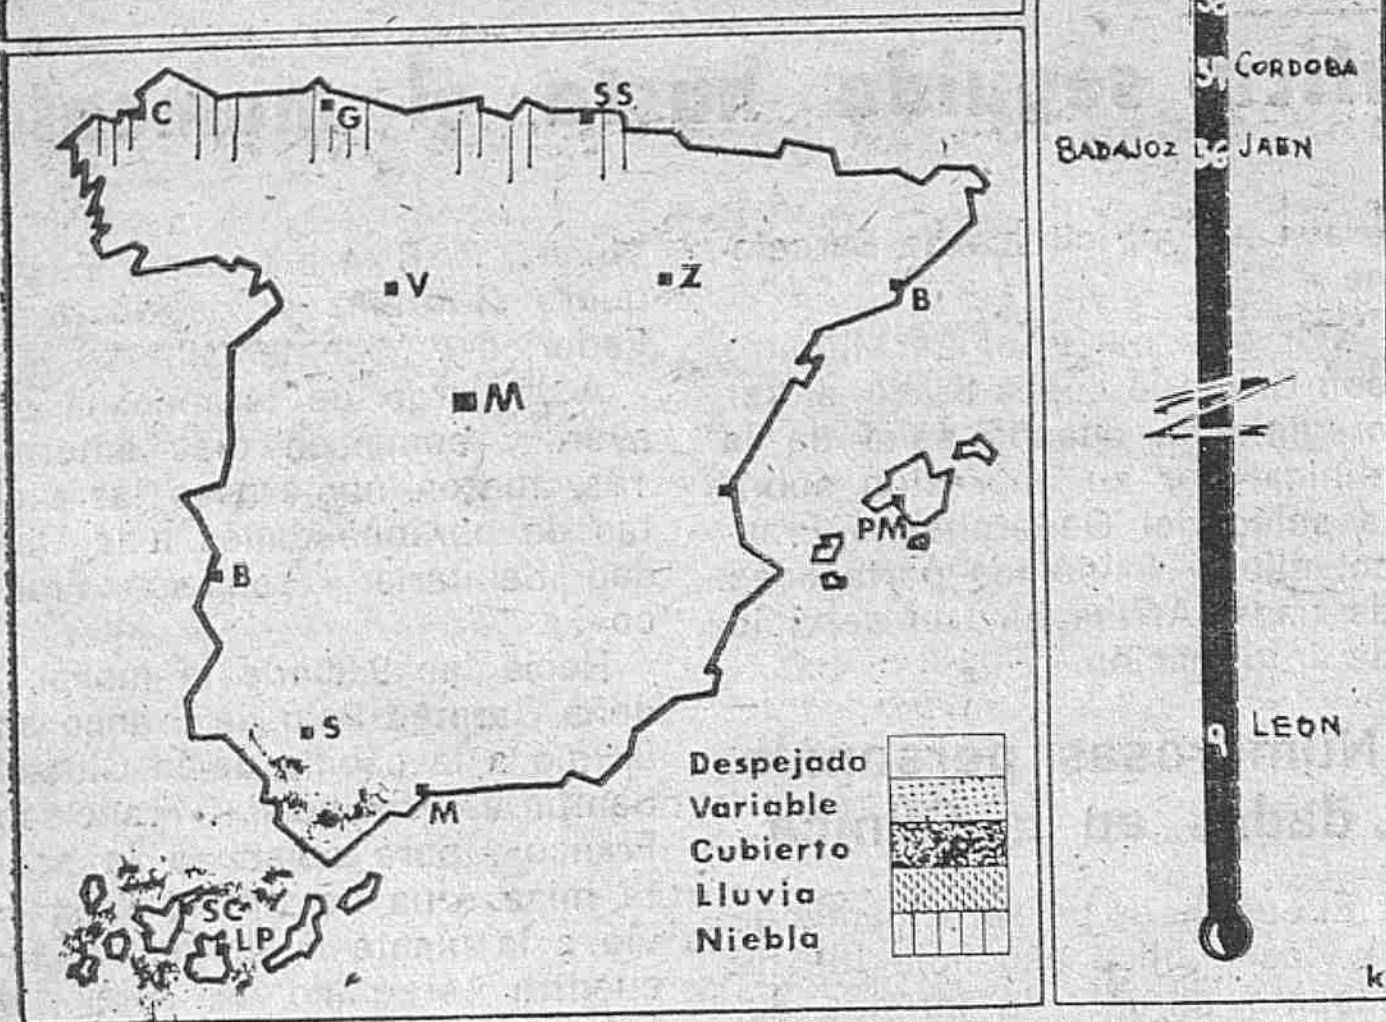 C
G
SS
V
Z
B
M
PM
B
S
M
SC
LP
Despejado
Variable
Cubierto
Lluvia
Niebla
CORDOBA
BADAJOZ
JAEN
9 LEON
k